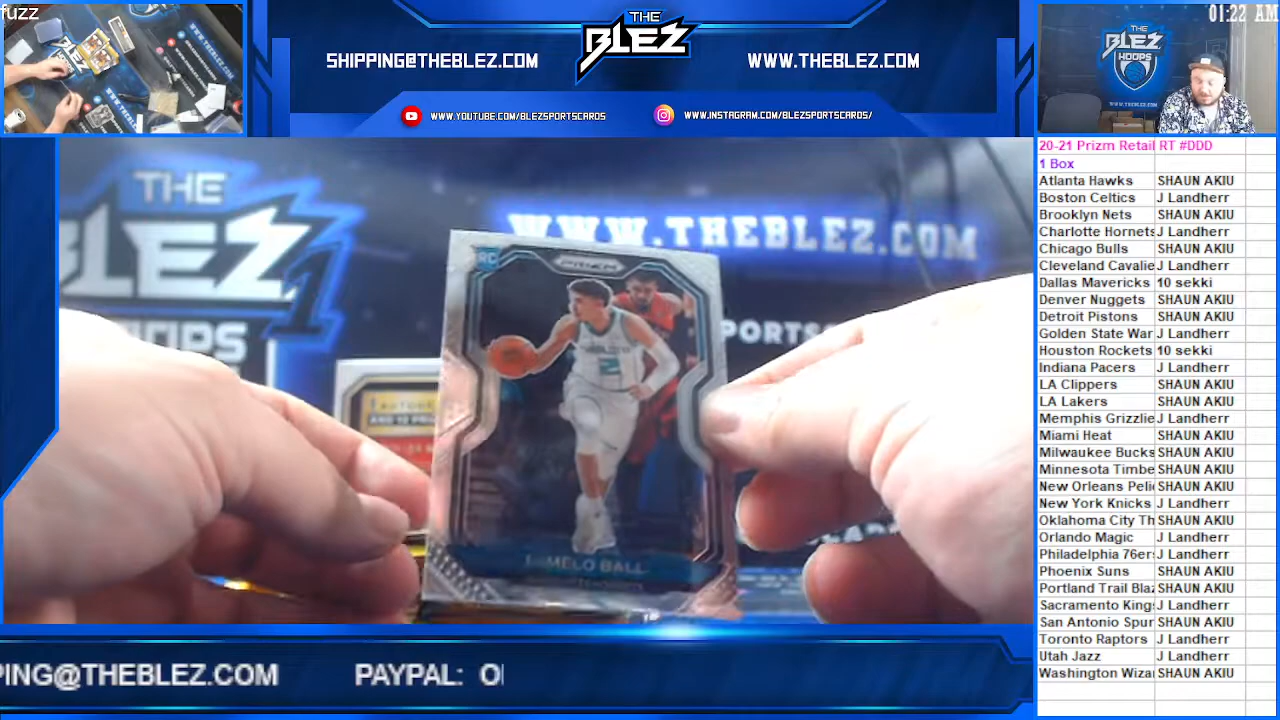 fuzz
SHIPPING@THEBLEZ.COM
THE
BLEZ
WWW.THEBLEZ.COM
WWW.YOUTUBE.COM/BLEZSPORTSCARDS
WWW.INSTAGRAM.COM/BLEZSPORTSCARDS/
01:22 AM
THE
BLEZ
HOOPS
20-21 Prizm Retail RT #DDD
1 Box
Atlanta Hawks SHAUN AKIU
Boston Celtics J Landherr
Brooklyn Nets SHAUN AKIU
Charlotte Hornets J Landherr
Chicago Bulls SHAUN AKIU
Cleveland Cavalie J Landherr
Dallas Mavericks 10 sekki
Denver Nuggets SHAUN AKIU
Detroit Pistons SHAUN AKIU
Golden State War J Landherr
Houston Rockets 10 sekki
Indiana Pacers J Landherr
LA Clippers SHAUN AKIU
LA Lakers SHAUN AKIU
Memphis Grizzlie J Landherr
Miami Heat SHAUN AKIU
Milwaukee Bucks SHAUN AKIU
Minnesota Timbe SHAUN AKIU
New Orleans Peli SHAUN AKIU
New York Knicks J Landherr
Oklahoma City Th SHAUN AKIU
Orlando Magic J Landherr
Philadelphia 76er J Landherr
Phoenix Suns SHAUN AKIU
Portland Trail Blaz SHAUN AKIU
Sacramento King J Landherr
San Antonio Spur SHAUN AKIU
Toronto Raptors J Landherr
Utah Jazz J Landherr
Washington Wiza SHAUN AKIU
THE
BLEZ
HOOPS
WWW.THEBLEZ.COM
SPORTS
RC
PRIZM
2
MELO BALL
PING@THEBLEZ.COM PAYPAL: